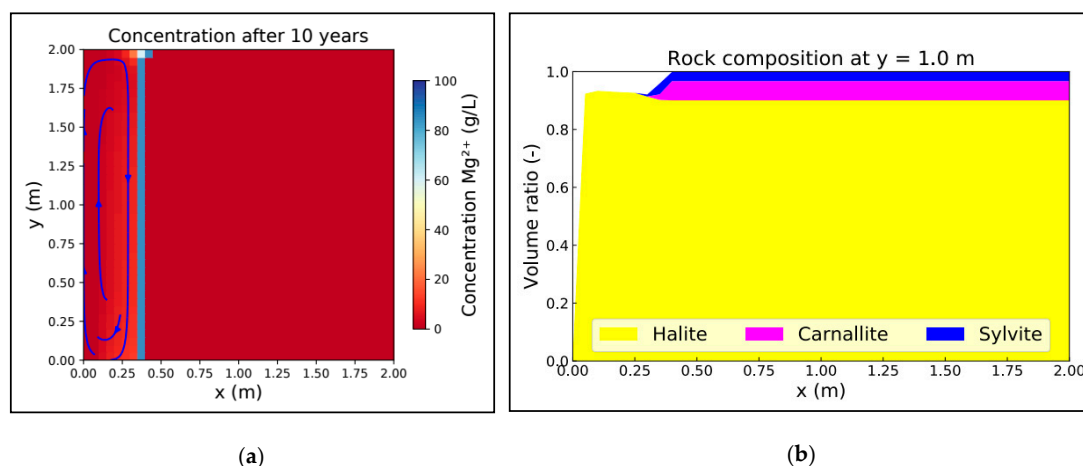 Concentration after 10 years
2.00
1.75
1.50
1.25
1.00
0.75
0.50
0.25
0.00
y (m)
0.00 0.25 0.50 0.75 1.00 1.25 1.50 1.75 2.00
x (m)
100
80
60
40
20
0
Concentration Mg²⁺ (g/L)
(a)
Rock composition at y = 1.0 m
1.0
0.8
0.6
0.4
0.2
0.0
Volume ratio (-)
Halite Carnallite Sylvite
0.00 0.25 0.50 0.75 1.00 1.25 1.50 1.75 2.00
x (m)
(b)